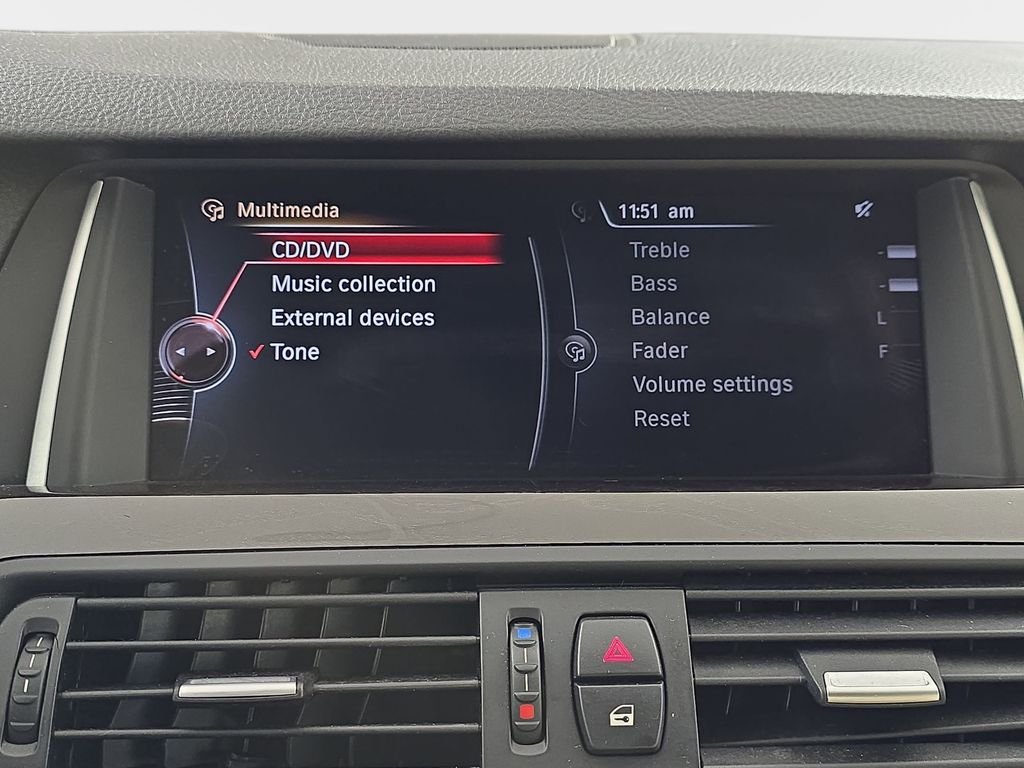 Multimedia
CD/DVD
Music collection
External devices
Tone
11:51 am
Treble -
Bass -
Balance L
Fader F
Volume settings
Reset